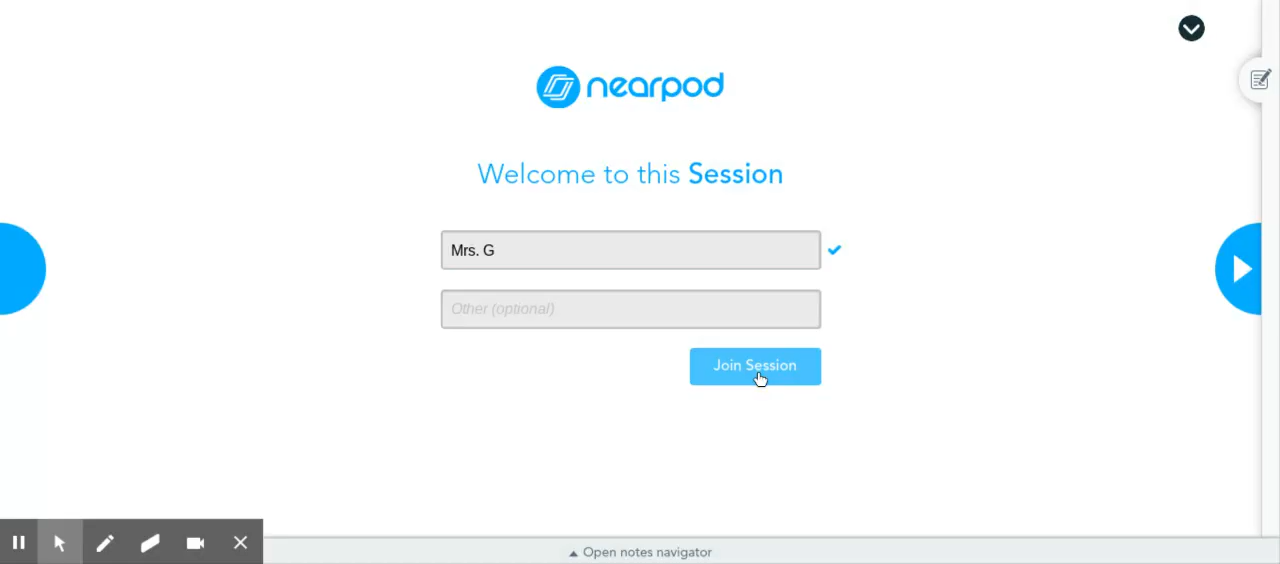 nearpod
Welcome to this Session
Mrs. G
Other (optional)
Join Session
Open notes navigator